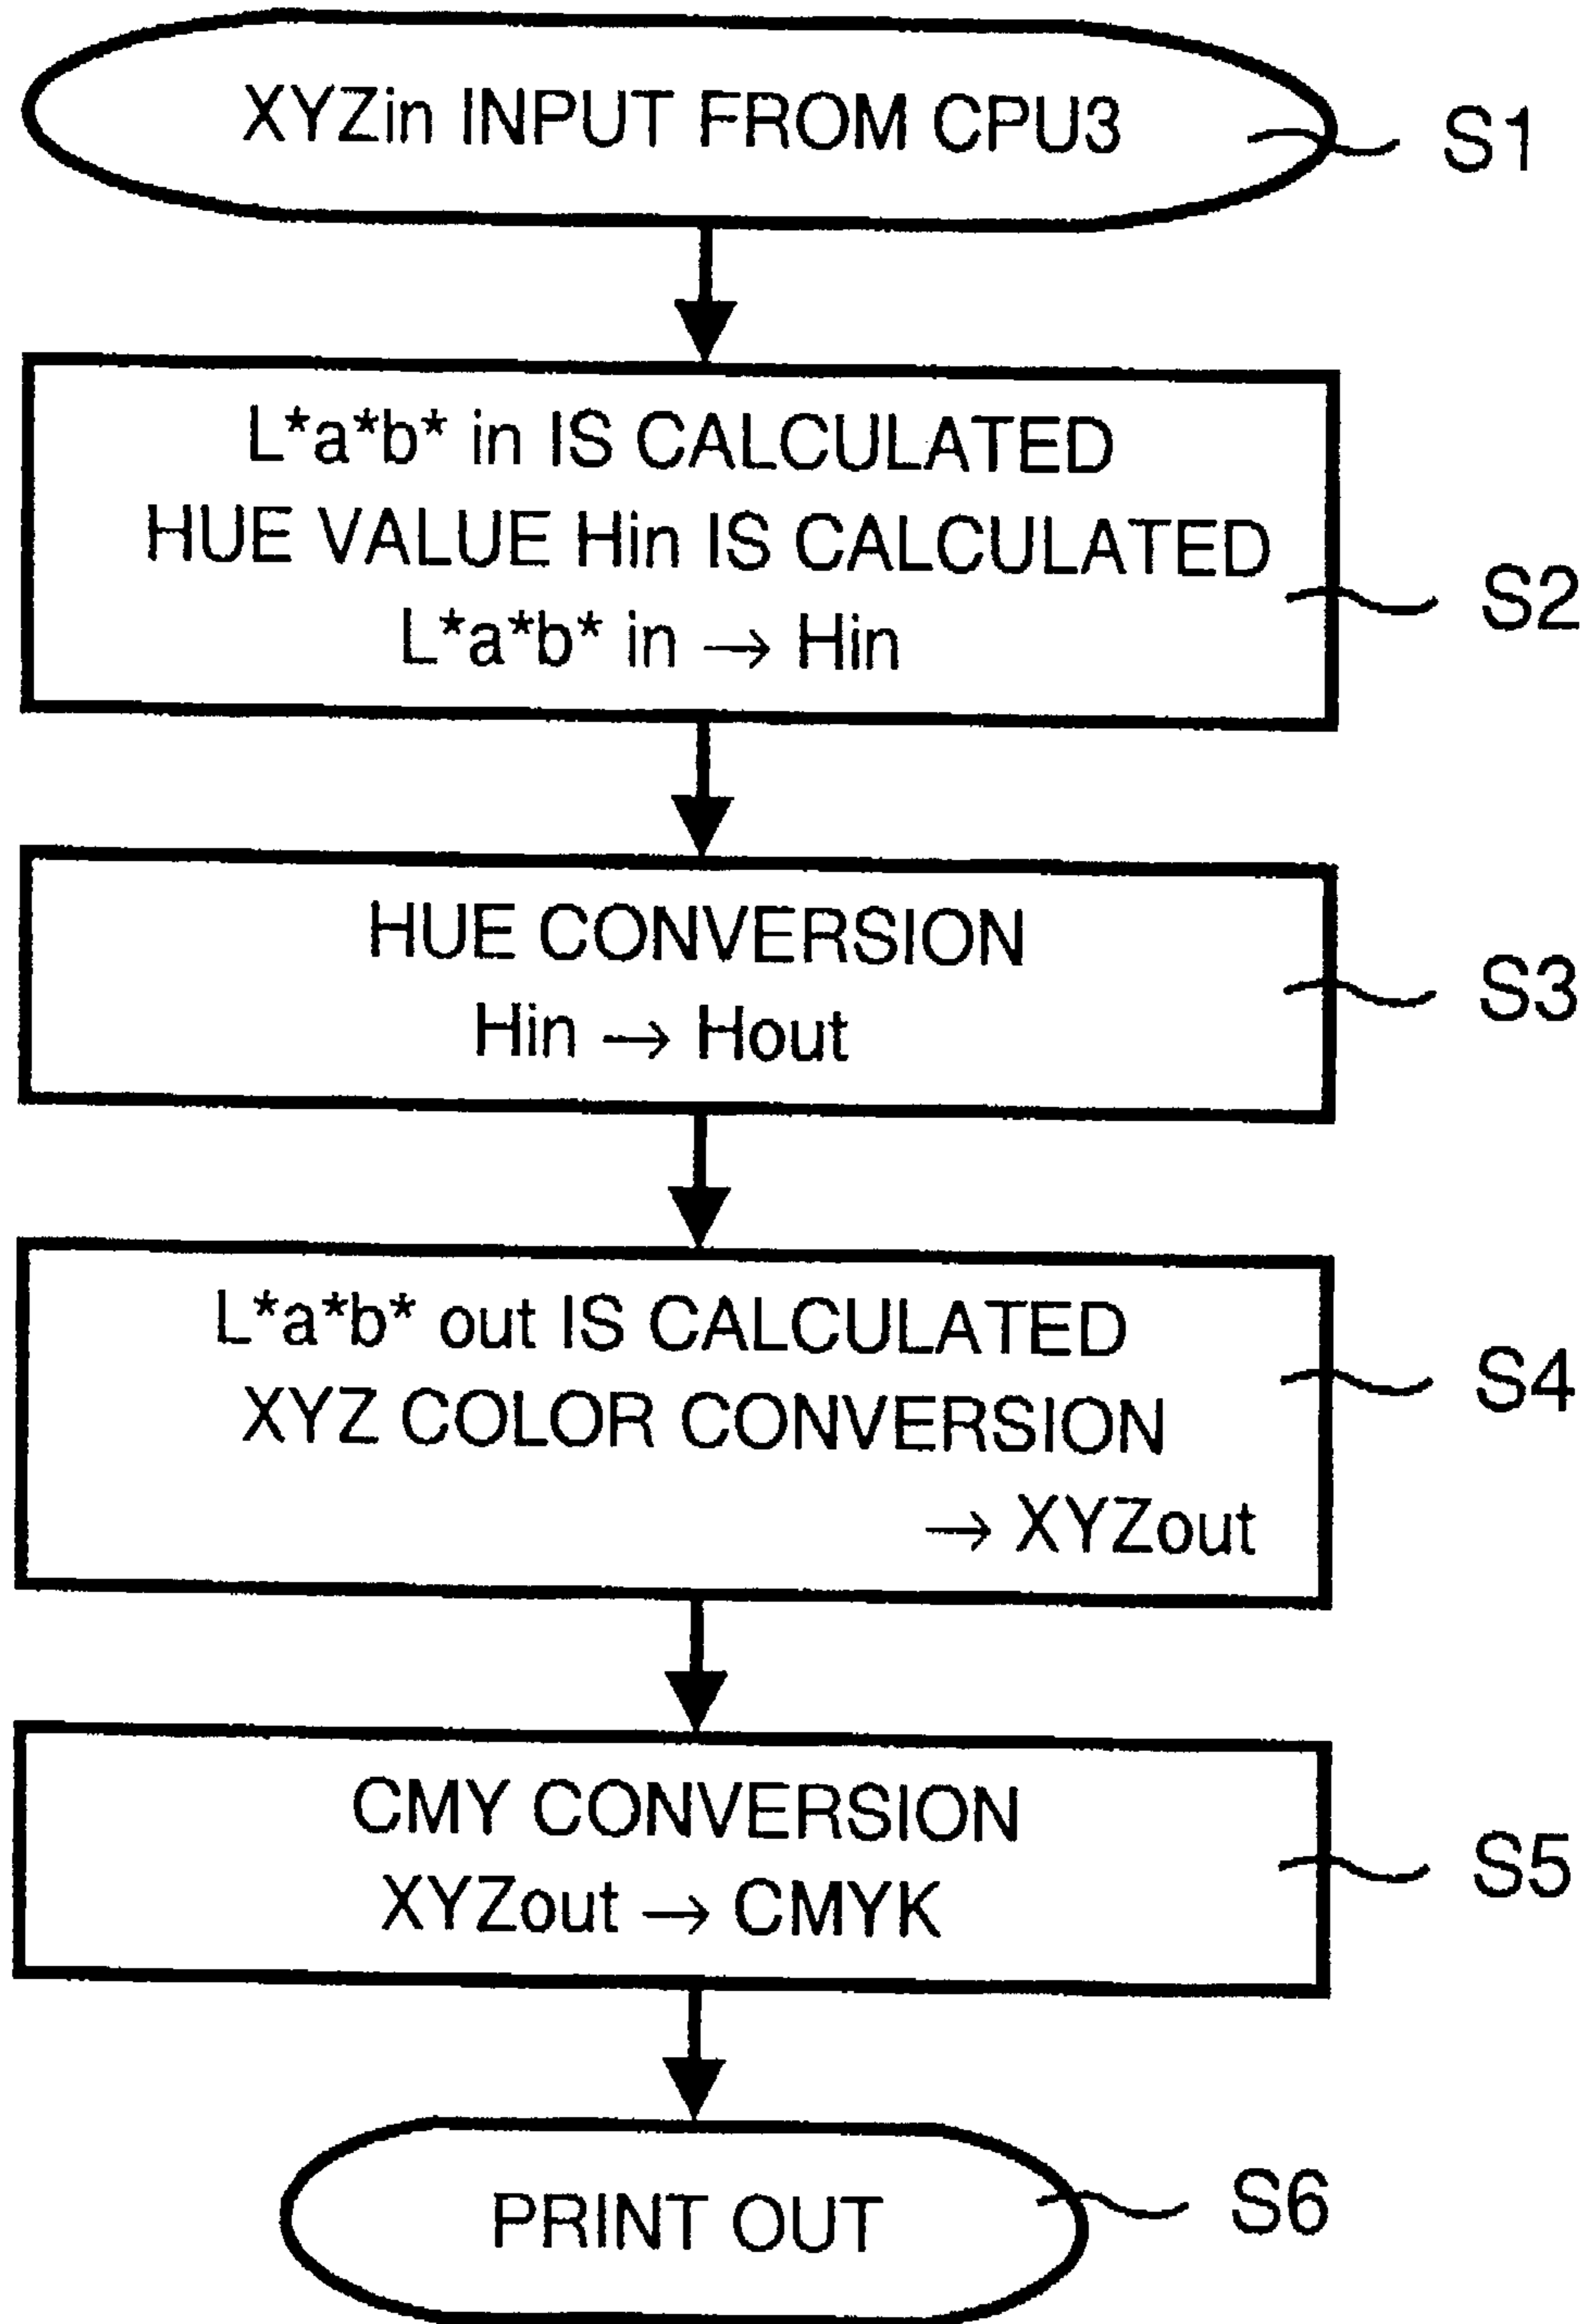 XYZin INPUT FROM CPU3
S1
L*a*b* in IS CALCULATED
HUE VALUE Hin IS CALCULATED
L*a*b* in → Hin
S2
HUE CONVERSION
Hin → Hout
S3
L*a*b* out IS CALCULATED
XYZ COLOR CONVERSION
→ XYZout
S4
CMY CONVERSION
XYZout → CMYK
S5
PRINT OUT
S6